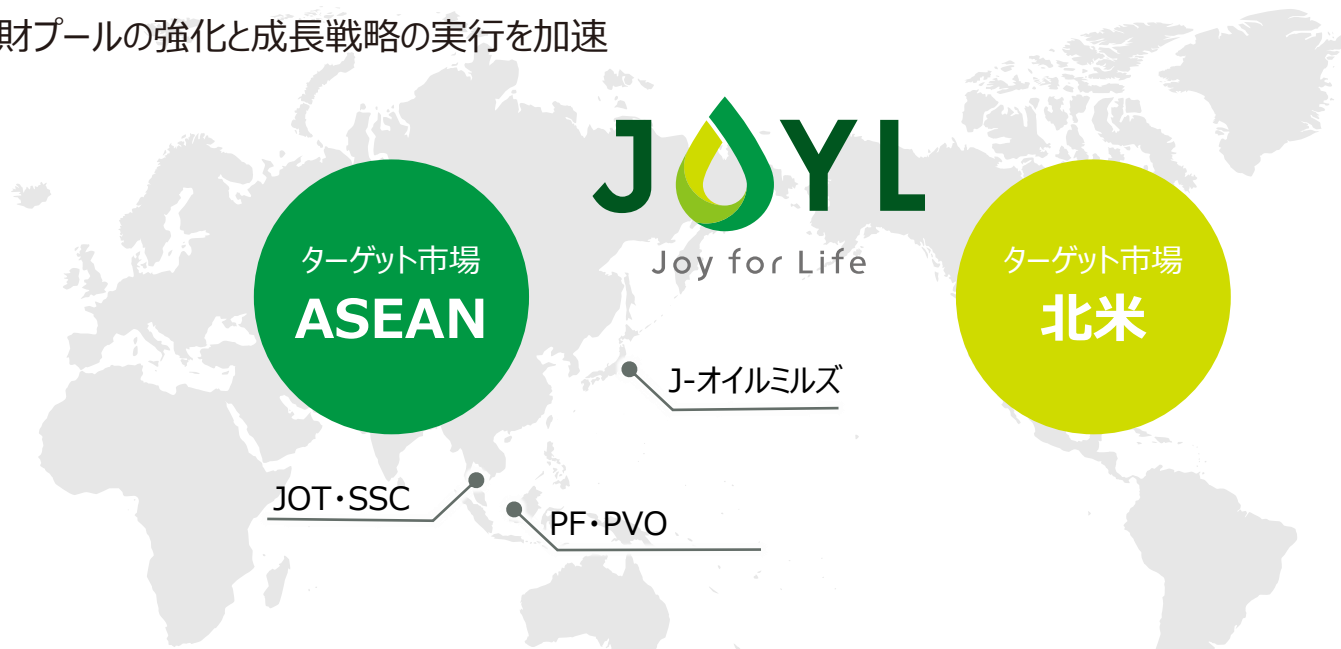 財プールの強化と成長戦略の実行を加速
JOYL
Joy for Life
ターゲット市場
ASEAN
ターゲット市場
北米
J-オイルミルズ
JOT・SSC
PF・PVO